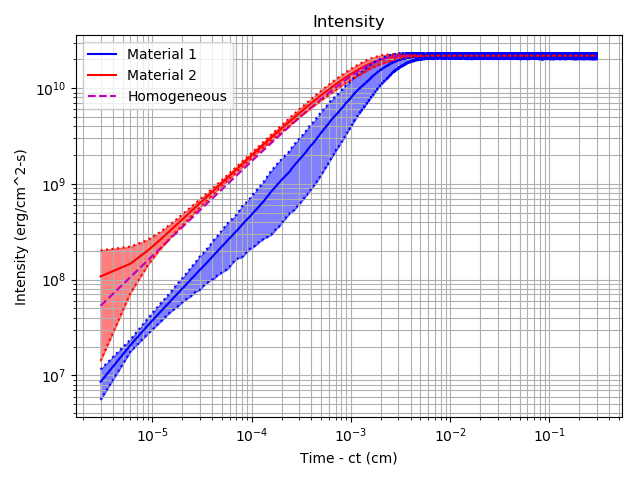 Intensity
Material 1
Material 2
Homogeneous
Intensity (erg/cm^2-s)
10^10
10^9
10^8
10^7
10^-5
10^-4
10^-3
10^-2
10^-1
Time - ct (cm)